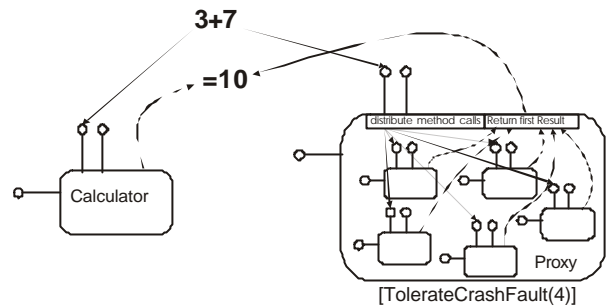 3+7
=10
distribute method calls Return first Result
Calculator
Proxy
[TolerateCrashFault(4)]